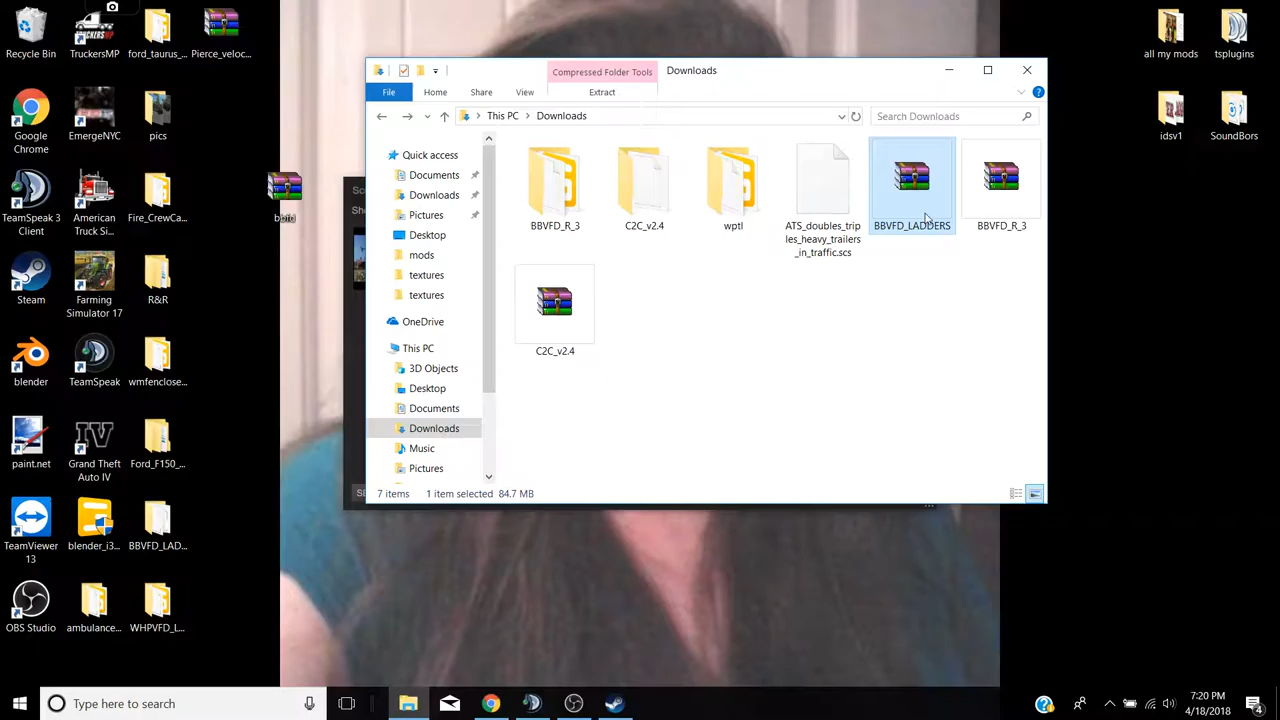 Recycle Bin
TruckersMP
ford_taurus_...
Pierce_veloc...
Google
Chrome
EmergeNYC
pics
TeamSpeak 3
Client
American
Truck Si...
Fire_CrewCa...
bbfd
Steam
Farming
Simulator 17
R&R
blender
TeamSpeak
wmfenclose...
paint.net
Grand Theft
Auto IV
Ford_F150_...
TeamViewer
13
blender_i3...
BBVFD_LAD...
OBS Studio
ambulance...
WHPVFD_L...
all my mods
tsplugins
idsv1
SoundBors
Compressed Folder Tools
Downloads
File
Home
Share
View
Extract
This PC
Downloads
Search Downloads
Quick access
Documents
Downloads
Pictures
Desktop
mods
textures
textures
OneDrive
This PC
3D Objects
Desktop
Documents
Downloads
Music
Pictures
BBVFD_R_3
C2C_v2.4
wptl
ATS_doubles_trip
les_heavy_trailers
_in_traffic.scs
BBVFD_LADDERS
BBVFD_R_3
C2C_v2.4
7 items
1 item selected 84.7 MB
Type here to search
7:20 PM
4/18/2018
4